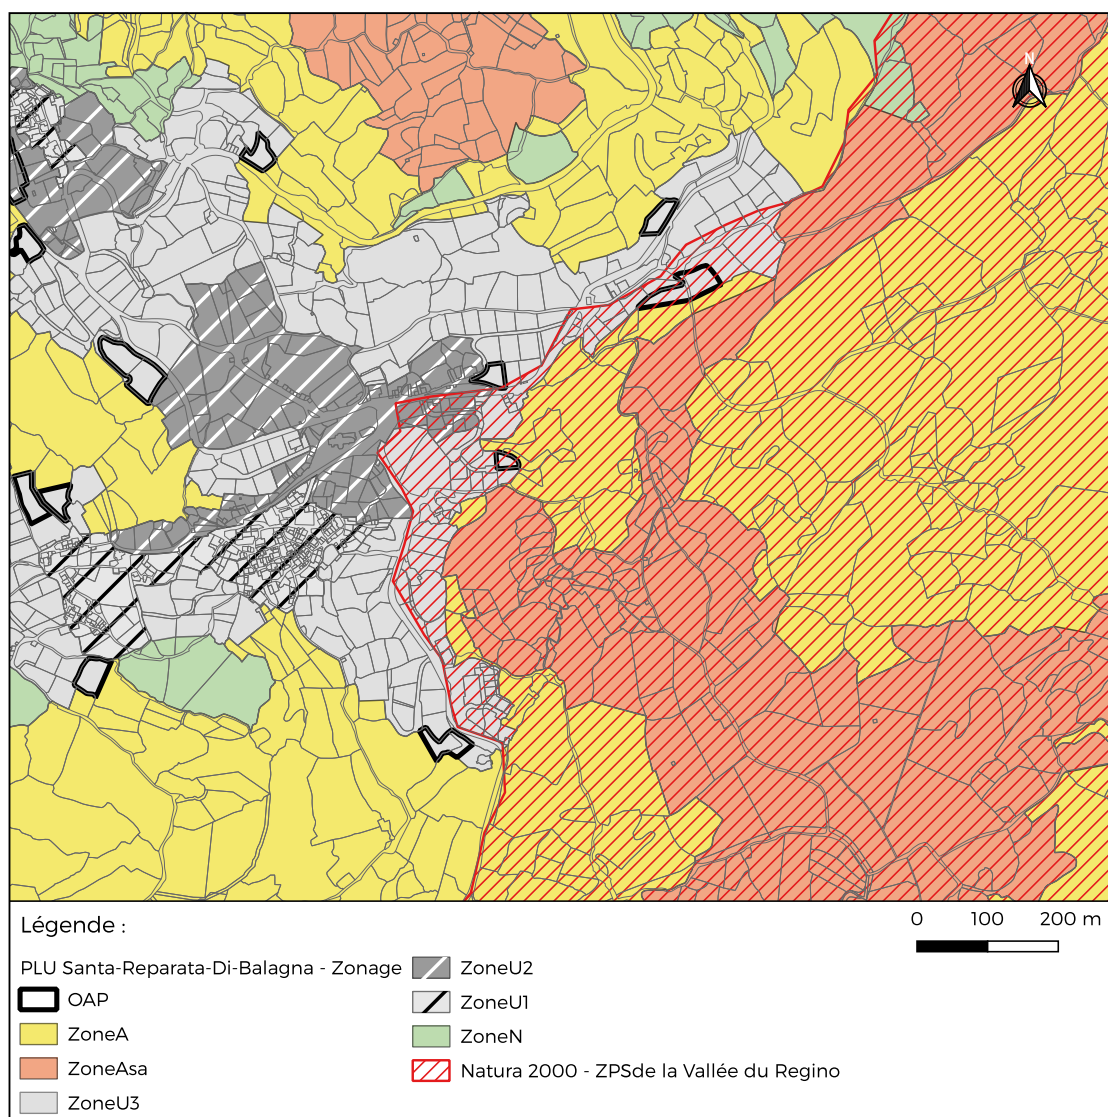 N
Légende :
0 100 200 m
PLU Santa-Reparata-Di-Balagna - Zonage
OAP
ZoneA
ZoneAsa
ZoneU3
ZoneU2
ZoneU1
ZoneN
Natura 2000 - ZPSde la Vallée du Regino